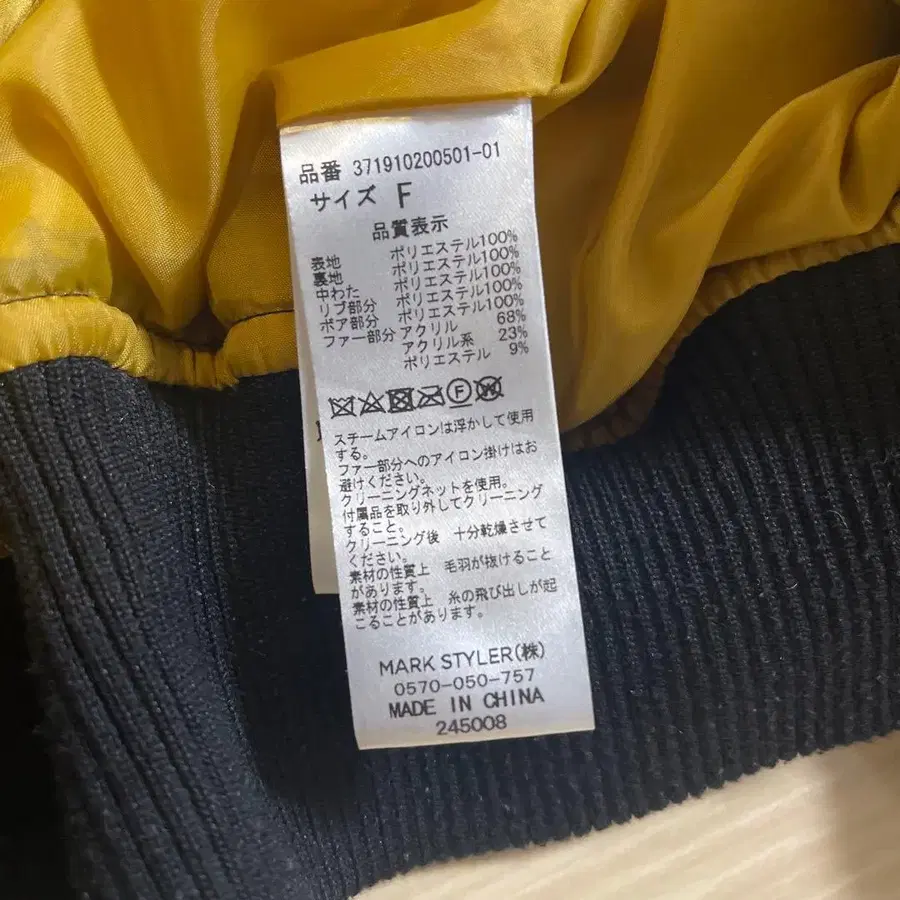 品番 371910200501-01
サイズ F
品質表示
表地 ポリエステル100%
裏地 ポリエステル100%
中わた ポリエステル100%
リブ部分 ポリエステル100%
ボア部分 ポリエステル100%
ファー部分 アクリル 68%
アクリル系 23%
ポリエステル 9%
F W
スチームアイロンは浮かして使用
する。
ファー部分へのアイロン掛けはお
避けください。
クリーニングネットを使用。
付属品を取り外してクリーニング
すること。
クリーニング後 十分乾燥させて
ください。
素材の性質上 毛羽が抜けること
があります。
素材の性質上 糸の飛び出しが起
こることがあります。
MARK STYLER(株)
0570-050-757
MADE IN CHINA
245008